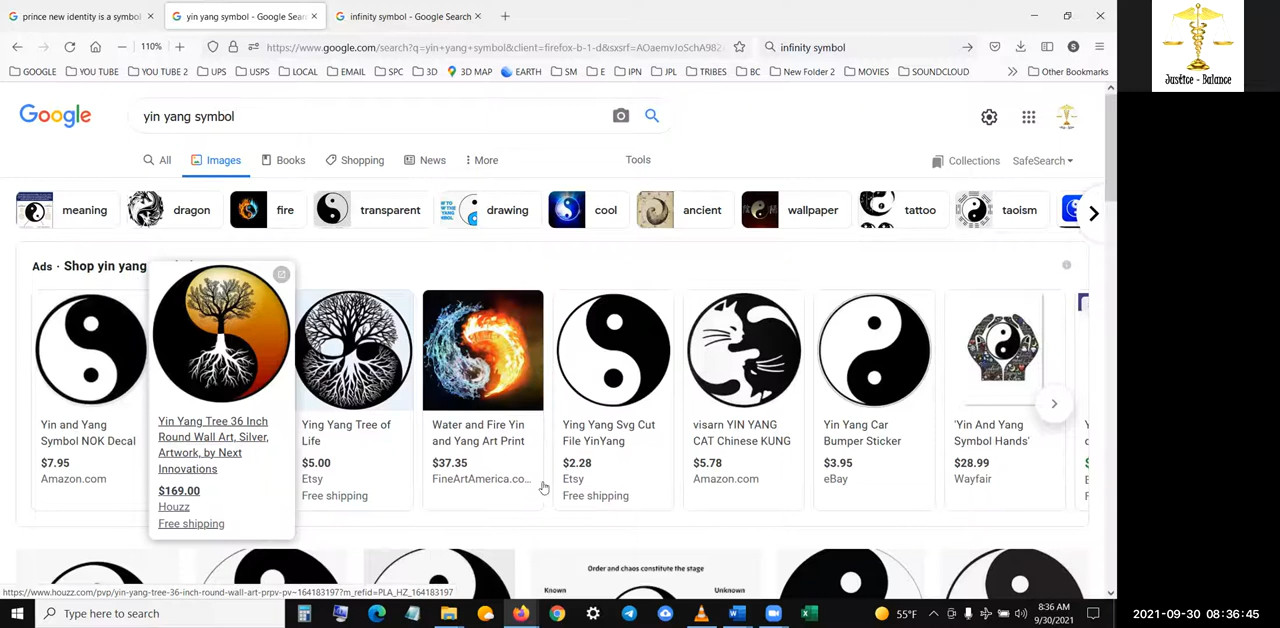 prince new identity is a symbol
yin yang symbol - Google Sear
infinity symbol - Google Search
110%
https://www.google.com/search?q=yin+yang+symbol&client=firefox-b-1-d&sxsrf=AOaemvJoSchA982
infinity symbol
GOOGLE
YOU TUBE
YOU TUBE 2
UPS
USPS
LOCAL
EMAIL
SPC
3D
3D MAP
EARTH
SM
E
IPN
JPL
TRIBES
BC
New Folder 2
MOVIES
SOUNDCLOUD
Other Bookmarks
Justice - Balance
Google
yin yang symbol
All
Images
Books
Shopping
News
More
Tools
Collections
SafeSearch
meaning
dragon
fire
transparent
drawing
cool
ancient
wallpaper
tattoo
taoism
Ads · Shop yin yang
Yin and Yang
Symbol NOK Decal
$7.95
Amazon.com
Yin Yang Tree 36 Inch
Round Wall Art, Silver,
Artwork, by Next
Innovations
$169.00
Houzz
Free shipping
Ying Yang Tree of
Life
$5.00
Etsy
Free shipping
Water and Fire Yin
and Yang Art Print
$37.35
FineArtAmerica.co...
Ying Yang Svg Cut
File YinYang
$2.28
Etsy
Free shipping
visarn YIN YANG
CAT Chinese KUNG
$5.78
Amazon.com
Yin Yang Car
Bumper Sticker
$3.95
eBay
'Yin And Yang
Symbol Hands'
$28.99
Wayfair
Order and chaos constitute the stage
Known
Unknown
https://www.houzz.com/pvp/yin-yang-tree-36-inch-round-wall-art-prpv-pv~164183197?m_refid=PLA_HZ_164183197
Type here to search
55°F
8:36 AM
9/30/2021
2021-09-30 08:36:45